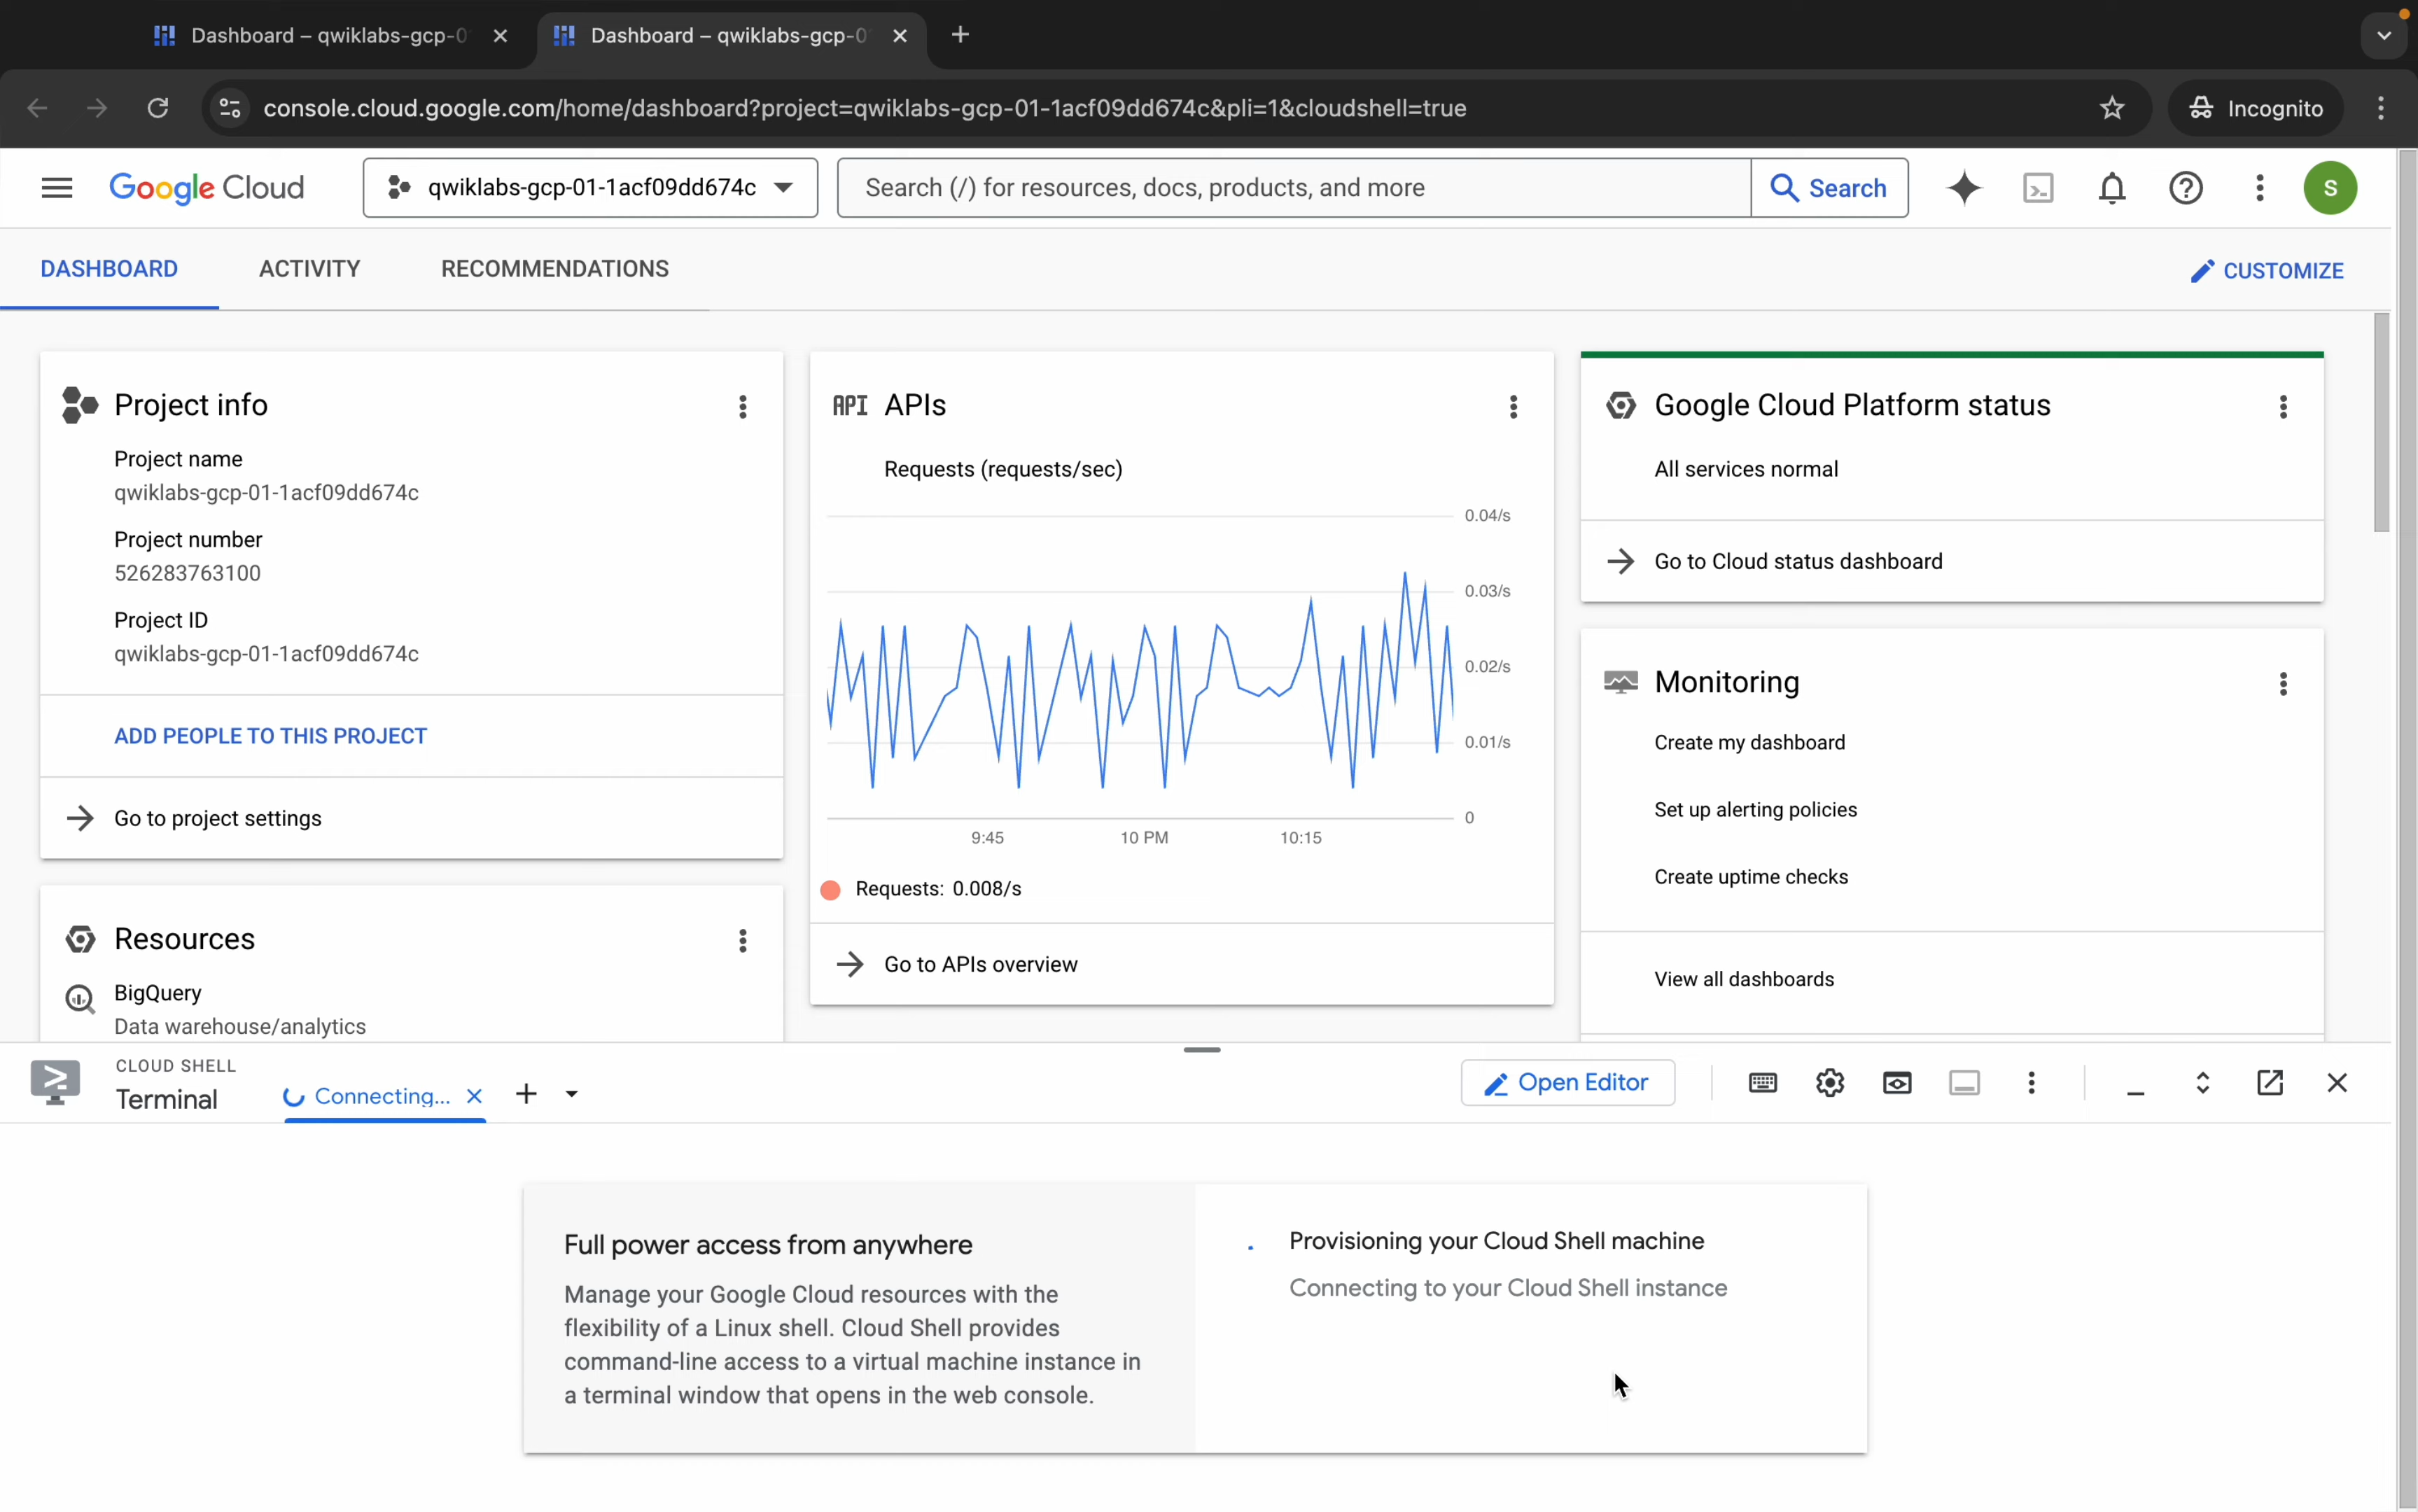 Dashboard – qwiklabs-gcp-0
Dashboard – qwiklabs-gcp-0
console.cloud.google.com/home/dashboard?project=qwiklabs-gcp-01-1acf09dd674c&pli=1&cloudshell=true
Incognito
Google Cloud
qwiklabs-gcp-01-1acf09dd674c
Search (/) for resources, docs, products, and more
Search
S
DASHBOARD
ACTIVITY
RECOMMENDATIONS
CUSTOMIZE
Project info
Project name
qwiklabs-gcp-01-1acf09dd674c
Project number
526283763100
Project ID
qwiklabs-gcp-01-1acf09dd674c
ADD PEOPLE TO THIS PROJECT
Go to project settings
Resources
BigQuery
Data warehouse/analytics
API APIs
Requests (requests/sec)
0.04/s
0.03/s
0.02/s
0.01/s
0
9:45
10 PM
10:15
Requests: 0.008/s
Go to APIs overview
Google Cloud Platform status
All services normal
Go to Cloud status dashboard
Monitoring
Create my dashboard
Set up alerting policies
Create uptime checks
View all dashboards
CLOUD SHELL
Terminal
Connecting...
Open Editor
Full power access from anywhere
Manage your Google Cloud resources with the
flexibility of a Linux shell. Cloud Shell provides
command-line access to a virtual machine instance in
a terminal window that opens in the web console.
Provisioning your Cloud Shell machine
Connecting to your Cloud Shell instance